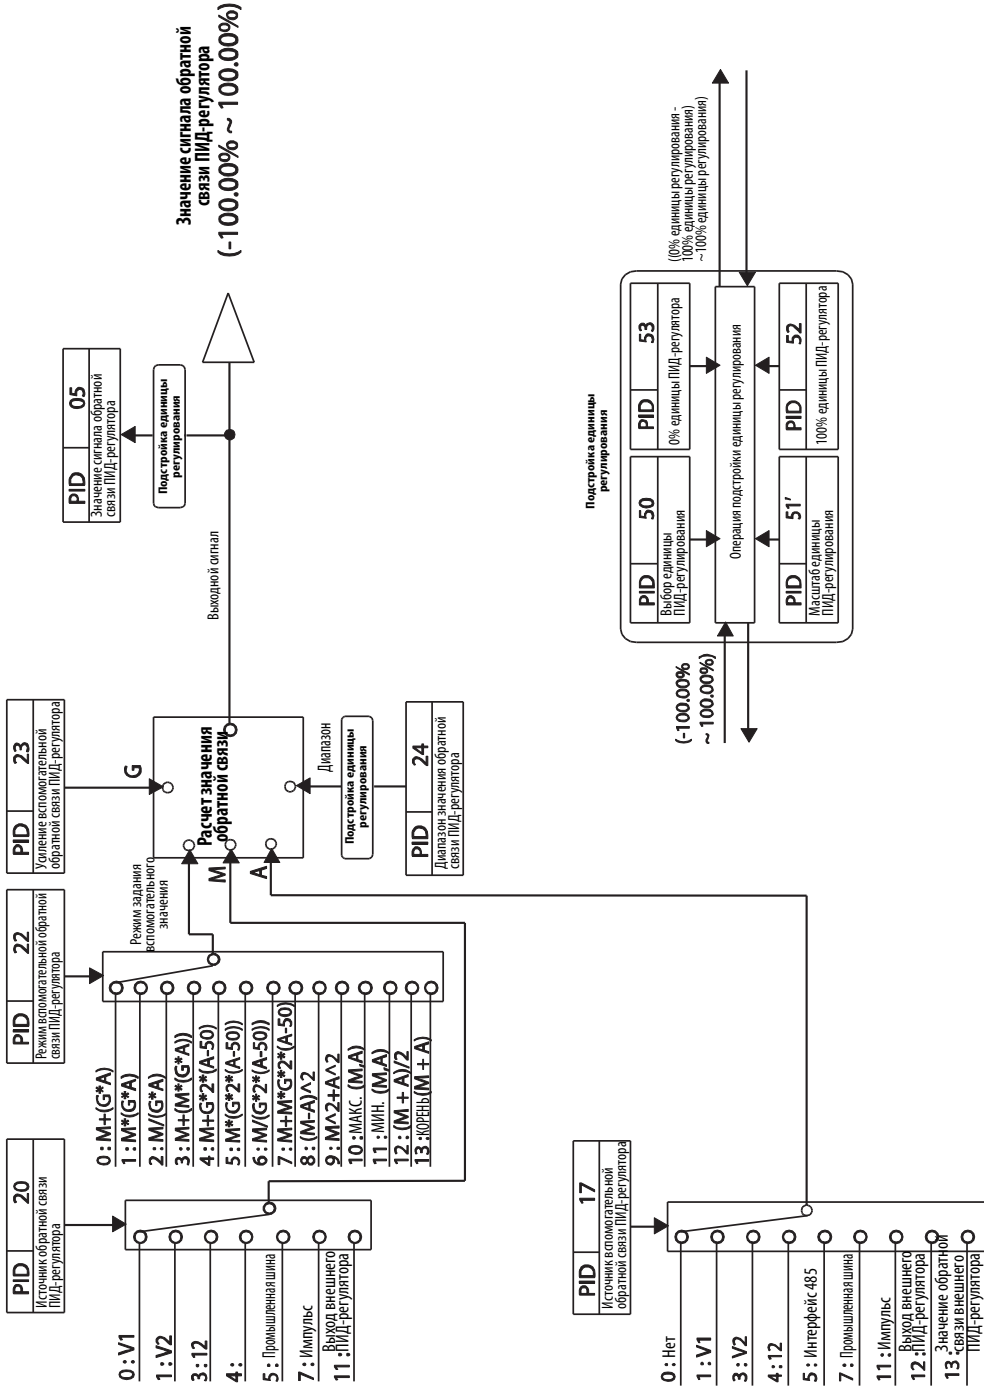 PID 20
Источник обратной связи
ПИД-регулятора
0 : V1
1 : V2
3 : 12
4 :
5 : Промышленная шина
7 : Импульс
Выход внешнего
11 : ПИД-регулятора
PID 22
Режим вспомогательной обратной
связи ПИД-регулятора
0 : M+(G*A)
1 : M*(G*A)
2 : M/(G*A)
3 : M+(M*(G*A))
4 : M+G*2*(A-50)
5 : M*(G*2*(A-50))
6 : M/(G*2*(A-50))
7 : M+M*G*2*(A-50)
8 : (M-A)^2
9 : M^2+A^2
10 : МАКС. (M,A)
11 : МИН. (M,A)
12 : (M + A)/2
13 : КОРЕНЬ(M + A)
Режим задания
вспомогательного
значения
PID 23
Усиление вспомогательной
обратной связи ПИД-регулятора
G
M
A
Расчет значения
обратной связи
Диапазон
Подстройка единицы
регулирования
PID 24
Диапазон значения обратной
связи ПИД-регулятора
Выходной сигнал
PID 05
Значение сигнала обратной
связи ПИД-регулятора
Подстройка единицы
регулирования
Значение сигнала обратной
связи ПИД-регулятора
(-100.00% ~ 100.00%)
PID 17
Источник вспомогательной
обратной связи ПИД-регулятора
0 : Нет
1 : V1
3 : V2
4 : 12
5 : Интерфейс 485
7 : Промышленная шина
11 : Импульс
Выход внешнего
12 : ПИД-регулятора
Значение обратной
связи внешнего
13 : ПИД-регулятора
Подстройка единицы
регулирования
(-100.00%
~ 100.00%)
PID 50
Выбор единицы
ПИД-регулирования
PID 53
0% единицы ПИД-регулятора
Операция подстройки единицы регулирования
PID 51'
Масштаб единицы
ПИД-регулирования
PID 52
100% единицы ПИД-регулятора
((0% единицы регулирования -
100% единицы регулирования)
~ 100% единицы регулирования)